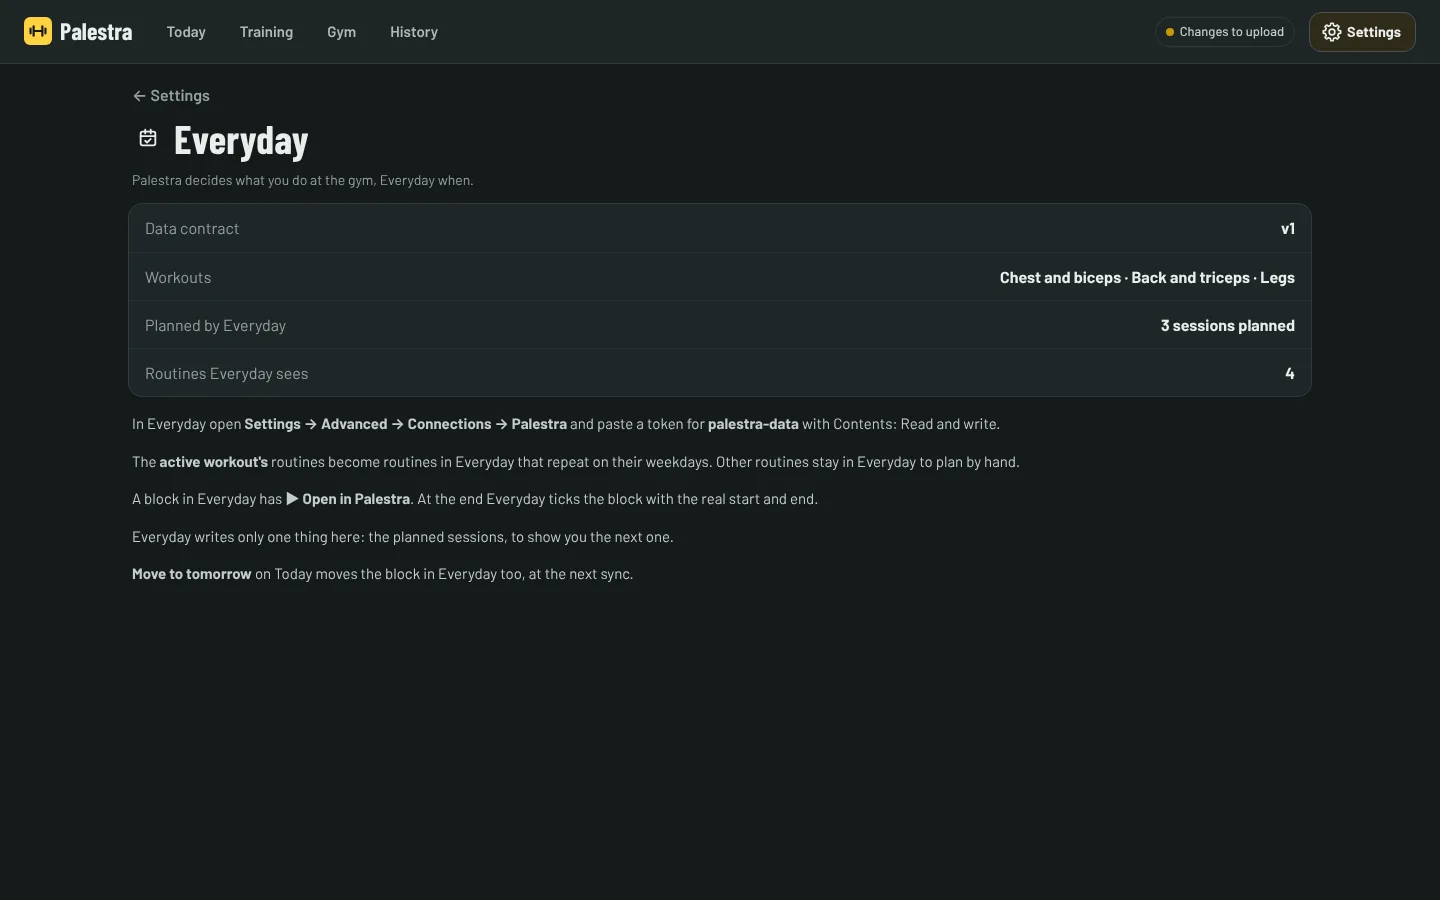 Palestra
Today
Training
Gym
History
Changes to upload
Settings
← Settings
Everyday
Palestra decides what you do at the gym, Everyday when.
Data contract
v1
Workouts
Chest and biceps · Back and triceps · Legs
Planned by Everyday
3 sessions planned
Routines Everyday sees
4
In Everyday open Settings → Advanced → Connections → Palestra and paste a token for palestra-data with Contents: Read and write.
The active workout's routines become routines in Everyday that repeat on their weekdays. Other routines stay in Everyday to plan by hand.
A block in Everyday has ▶ Open in Palestra. At the end Everyday ticks the block with the real start and end.
Everyday writes only one thing here: the planned sessions, to show you the next one.
Move to tomorrow on Today moves the block in Everyday too, at the next sync.